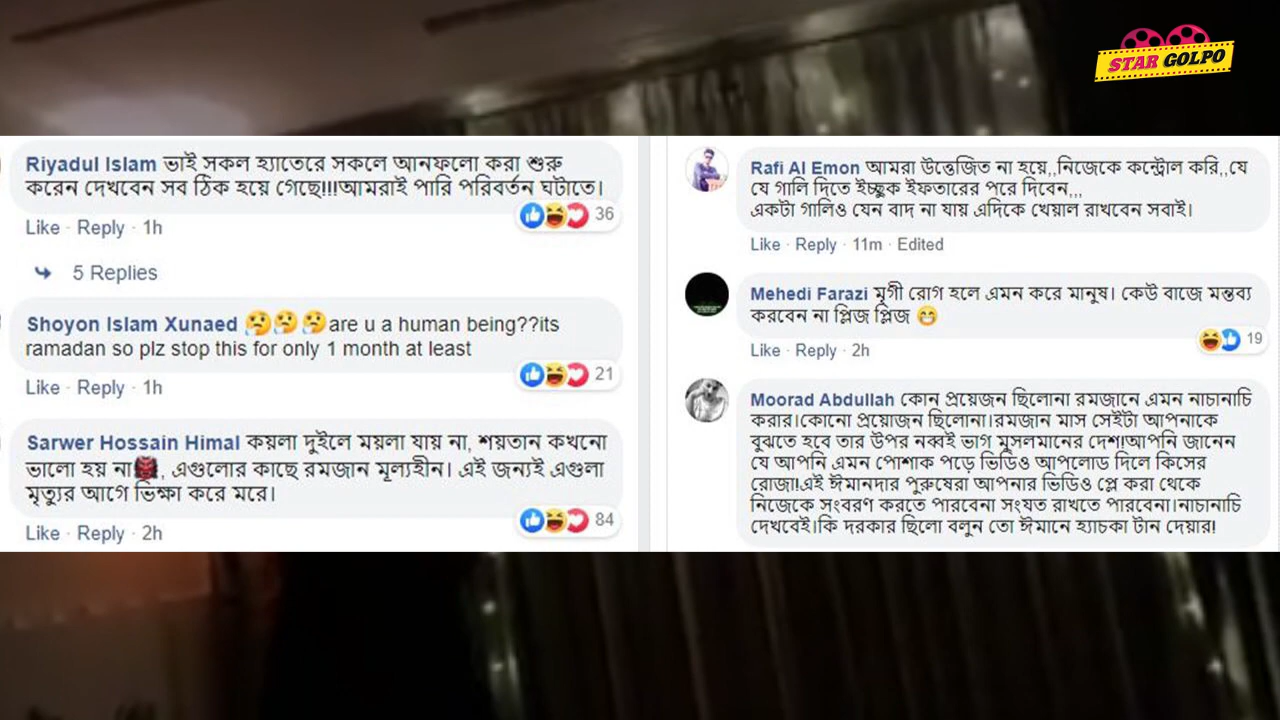 STAR GOLPO
Riyadul Islam ভাই সকল হ্যাতেরে সকলে আনফলো করা শুরু
করেন দেখবেন সব ঠিক হয়ে গেছে!!!আমরাই পারি পরিবর্তন ঘটাতে।
36
Like · Reply · 1h
5 Replies
Shoyon Islam Xunaed 🤔🤔🤔are u a human being??its
ramadan so plz stop this for only 1 month at least
21
Like · Reply · 1h
Sarwer Hossain Himal কয়লা দুইলে ময়লা যায় না, শয়তান কখনো
ভালো হয় না👹, এগুলোর কাছে রমজান মূল্যহীন। এই জন্যই এগুলা
মৃত্যুর আগে ভিক্ষা করে মরে।
84
Like · Reply · 2h
Rafi Al Emon আমরা উত্তেজিত না হয়ে,,নিজেকে কন্ট্রোল করি,,যে
যে গালি দিতে ইচ্ছুক ইফতারের পরে দিবেন,,,
একটা গালিও যেন বাদ না যায় এদিকে খেয়াল রাখবেন সবাই।
Like · Reply · 11m · Edited
Mehedi Farazi মৃগী রোগ হলে এমন করে মানুষ। কেউ বাজে মন্তব্য
করবেন না প্লিজ প্লিজ 😁
19
Like · Reply · 2h
Moorad Abdullah কোন প্রয়েজন ছিলোনা রমজানে এমন নাচানাচি
করার।কোনো প্রয়োজন ছিলোনা।রমজান মাস সেইটা আপনাকে
বুঝতে হবে তার উপর নব্বই ভাগ মুসলমানের দেশ!আপনি জানেন
যে আপনি এমন পোশাক পড়ে ভিডিও আপলোড দিলে কিসের
রোজা!এই ঈমানদার পুরুষেরা আপনার ভিডিও প্লে করা থেকে
নিজেকে সংবরণ করতে পারবেনা সংযত রাখতে পারবেনা।নাচানাচি
দেখবেই।কি দরকার ছিলো বলুন তো ঈমানে হ্যাচকা টান দেয়ার!